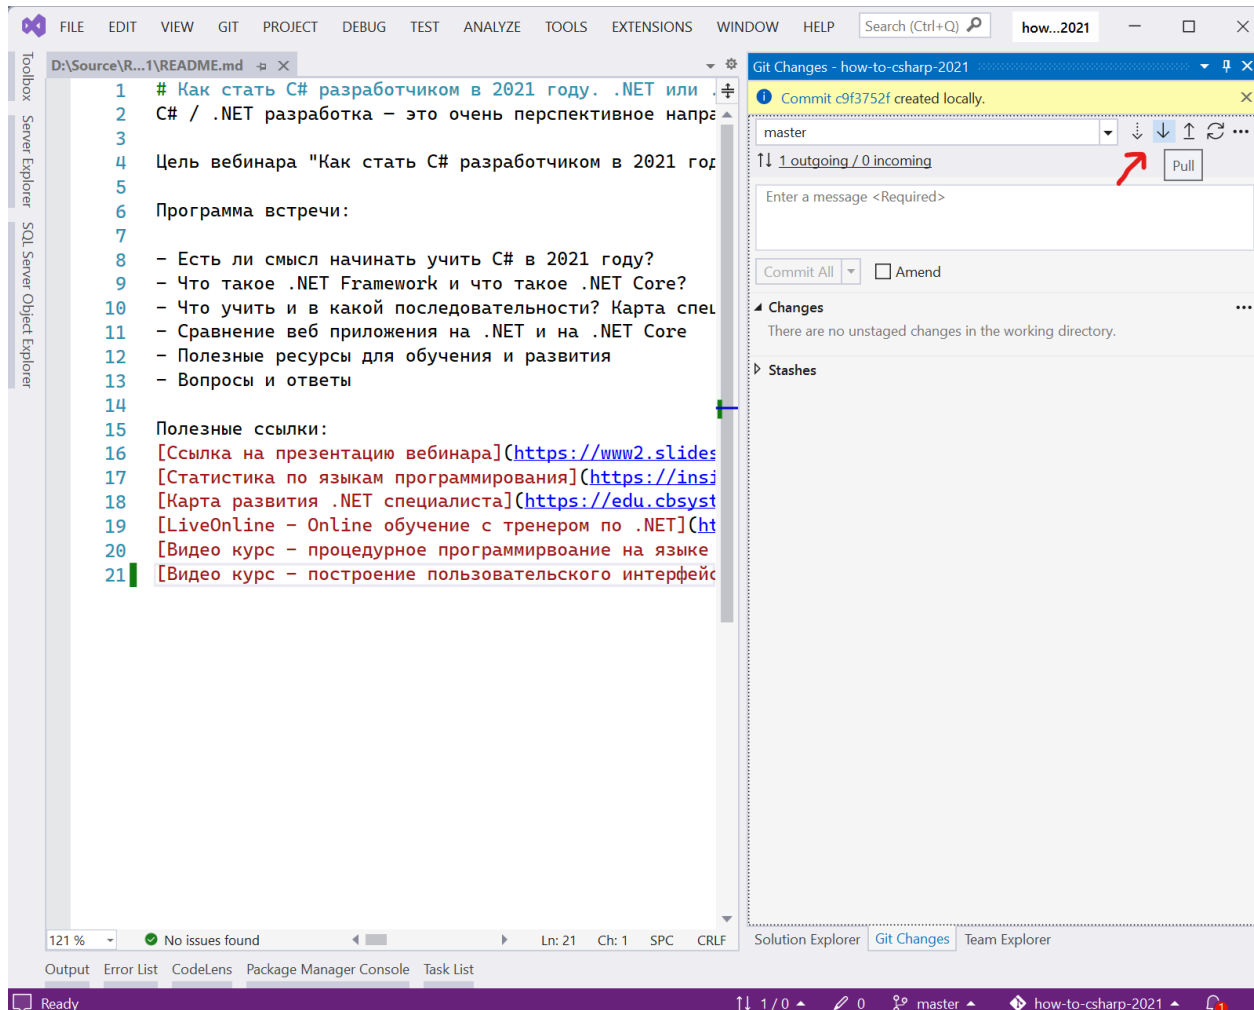 FILE EDIT VIEW GIT PROJECT DEBUG TEST ANALYZE TOOLS EXTENSIONS WINDOW HELP Search (Ctrl+Q) how...2021
Toolbox
Server Explorer
SQL Server Object Explorer
D:\Source\R...1\README.md
1 # Как стать C# разработчиком в 2021 году. .NET или .
2 C# / .NET разработка – это очень перспективное напра
3
4 Цель вебинара "Как стать C# разработчиком в 2021 год
5
6 Программа встречи:
7
8 – Есть ли смысл начинать учить C# в 2021 году?
9 – Что такое .NET Framework и что такое .NET Core?
10 – Что учить и в какой последовательности? Карта спец
11 – Сравнение веб приложения на .NET и на .NET Core
12 – Полезные ресурсы для обучения и развития
13 – Вопросы и ответы
14
15 Полезные ссылки:
16 [Ссылка на презентацию вебинара](https://www2.slides
17 [Статистика по языкам программирования](https://insi
18 [Карта развития .NET специалиста](https://edu.cbsyst
19 [LiveOnline – Online обучение с тренером по .NET](ht
20 [Видео курс – процедурное программирвоание на языке
21 [Видео курс – построение пользовательского интерфейс
121 % No issues found Ln: 21 Ch: 1 SPC CRLF
Git Changes - how-to-csharp-2021
Commit c9f3752f created locally.
master
1 outgoing / 0 incoming
Pull
Enter a message <Required>
Commit All Amend
Changes
There are no unstaged changes in the working directory.
Stashes
Solution Explorer Git Changes Team Explorer
Output Error List CodeLens Package Manager Console Task List
Ready 1 / 0 0 master how-to-csharp-2021 1